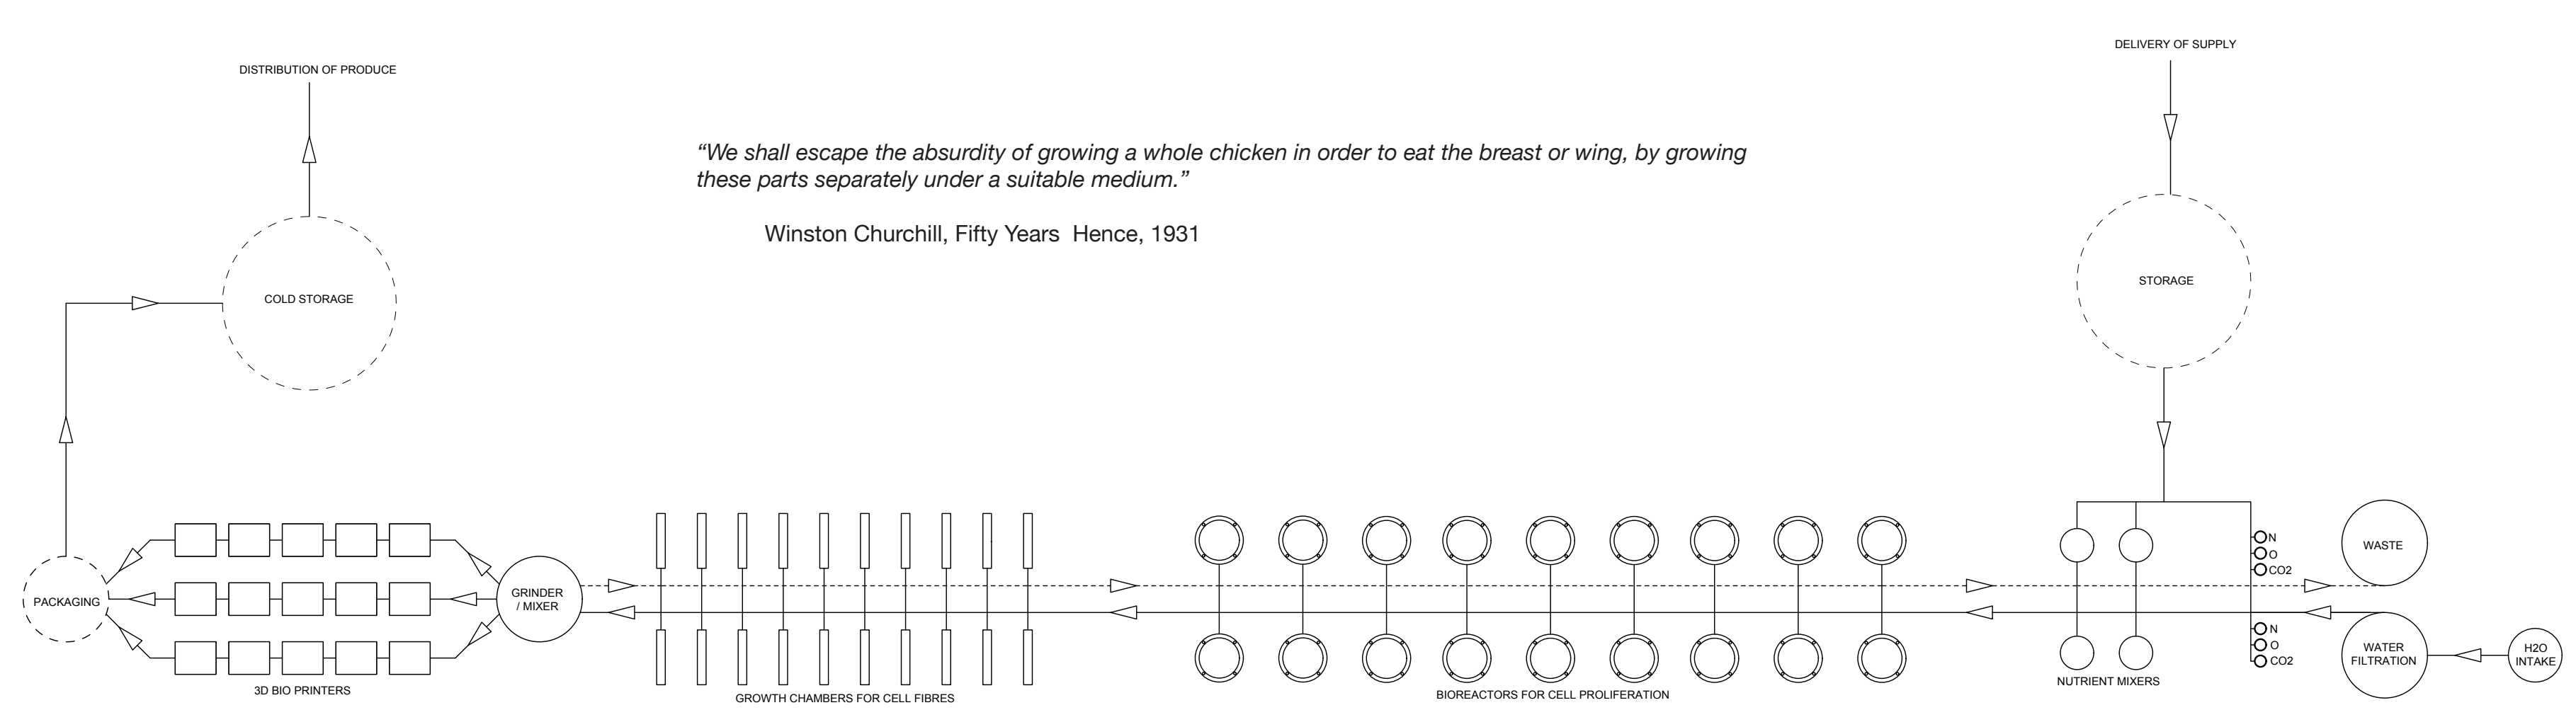 DELIVERY OF SUPPLY
DISTRIBUTION OF PRODUCE
“We shall escape the absurdity of growing a whole chicken in order to eat the breast or wing, by growing
these parts separately under a suitable medium.”
Winston Churchill, Fifty Years  Hence, 1931
COLD STORAGE
STORAGE
N
O
CO2
WASTE
PACKAGING
GRINDER
/ MIXER
N
O
CO2
WATER
FILTRATION
H2O
INTAKE
3D BIO PRINTERS
GROWTH CHAMBERS FOR CELL FIBRES
BIOREACTORS FOR CELL PROLIFERATION
NUTRIENT MIXERS